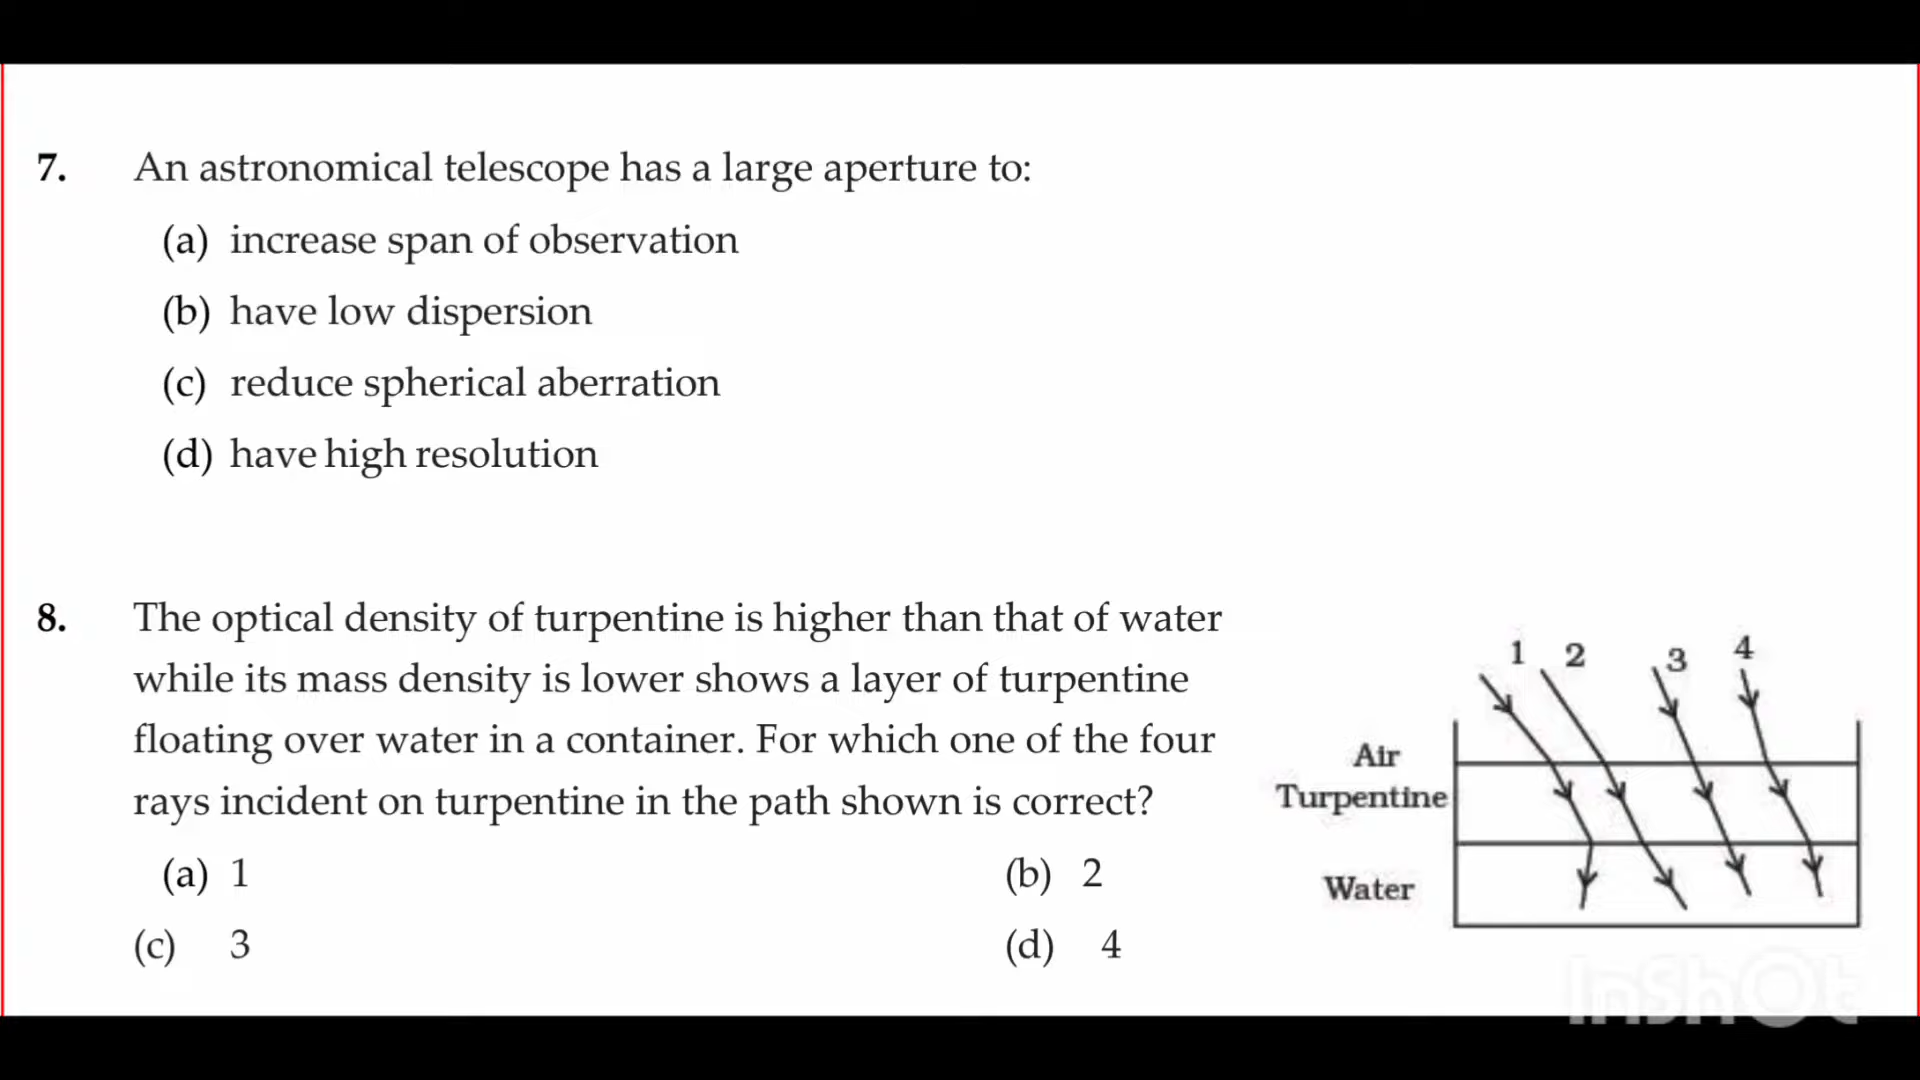 7. An astronomical telescope has a large aperture to:
(a) increase span of observation
(b) have low dispersion
(c) reduce spherical aberration
(d) have high resolution
8. The optical density of turpentine is higher than that of water
while its mass density is lower shows a layer of turpentine
floating over water in a container. For which one of the four
rays incident on turpentine in the path shown is correct?
(a) 1 (b) 2
(c) 3 (d) 4
1 2 3 4
Air
Turpentine
Water
InShOt